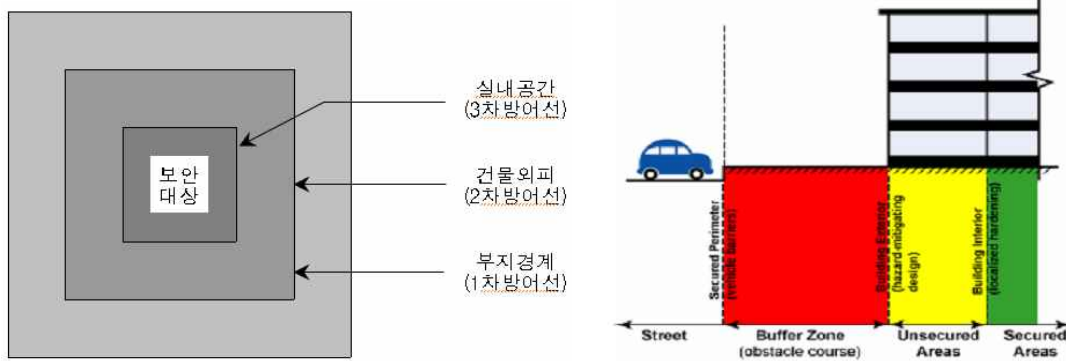 보안
대상
실내공간
(3차방어선)
건물외피
(2차방어선)
부지경계
(1차방어선)
Secured Perimeter
(vehicle barriers)
Building Exterior
(hazard-mitigating
design)
Building Interior
(localized hardening)
Street
Buffer Zone
(obstacle course)
Unsecured
Areas
Secured
Areas